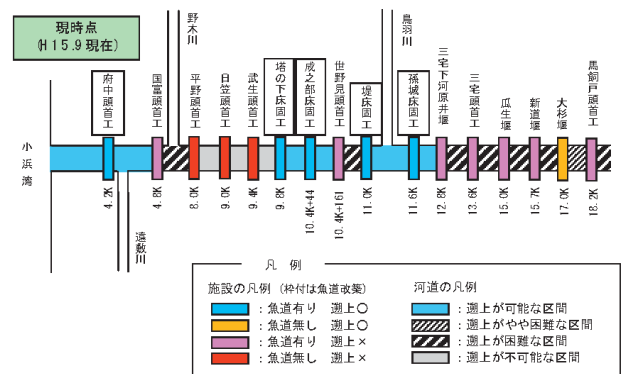 現時点
(H15.9 現在)
野木川
鳥羽川
府中頭首工
国富頭首工
平野頭首工
日笠頭首工
武生頭首工
塔の下床固工
成之部床固工
世野見頭首工
堤床固工
孫城床固工
三宅下河原井堰
三宅頭首工
瓜生堰
新道堰
大杉堰
馬飼戸頭首工
小浜湾
4.2K
4.8K
8.0K
9.0K
9.4K
9.8K
10.4K+44
10.4K+161
11.0K
11.6K
12.8K
13.6K
15.0K
15.7K
17.0K
18.2K
遠敷川
凡 例
施設の凡例 (枠付は魚道改築)
:魚道有り 遡上○
:魚道無し 遡上○
:魚道有り 遡上×
:魚道無し 遡上×
河道の凡例
:遡上が可能な区間
:遡上がやや困難な区間
:遡上が困難な区間
:遡上が不可能な区間